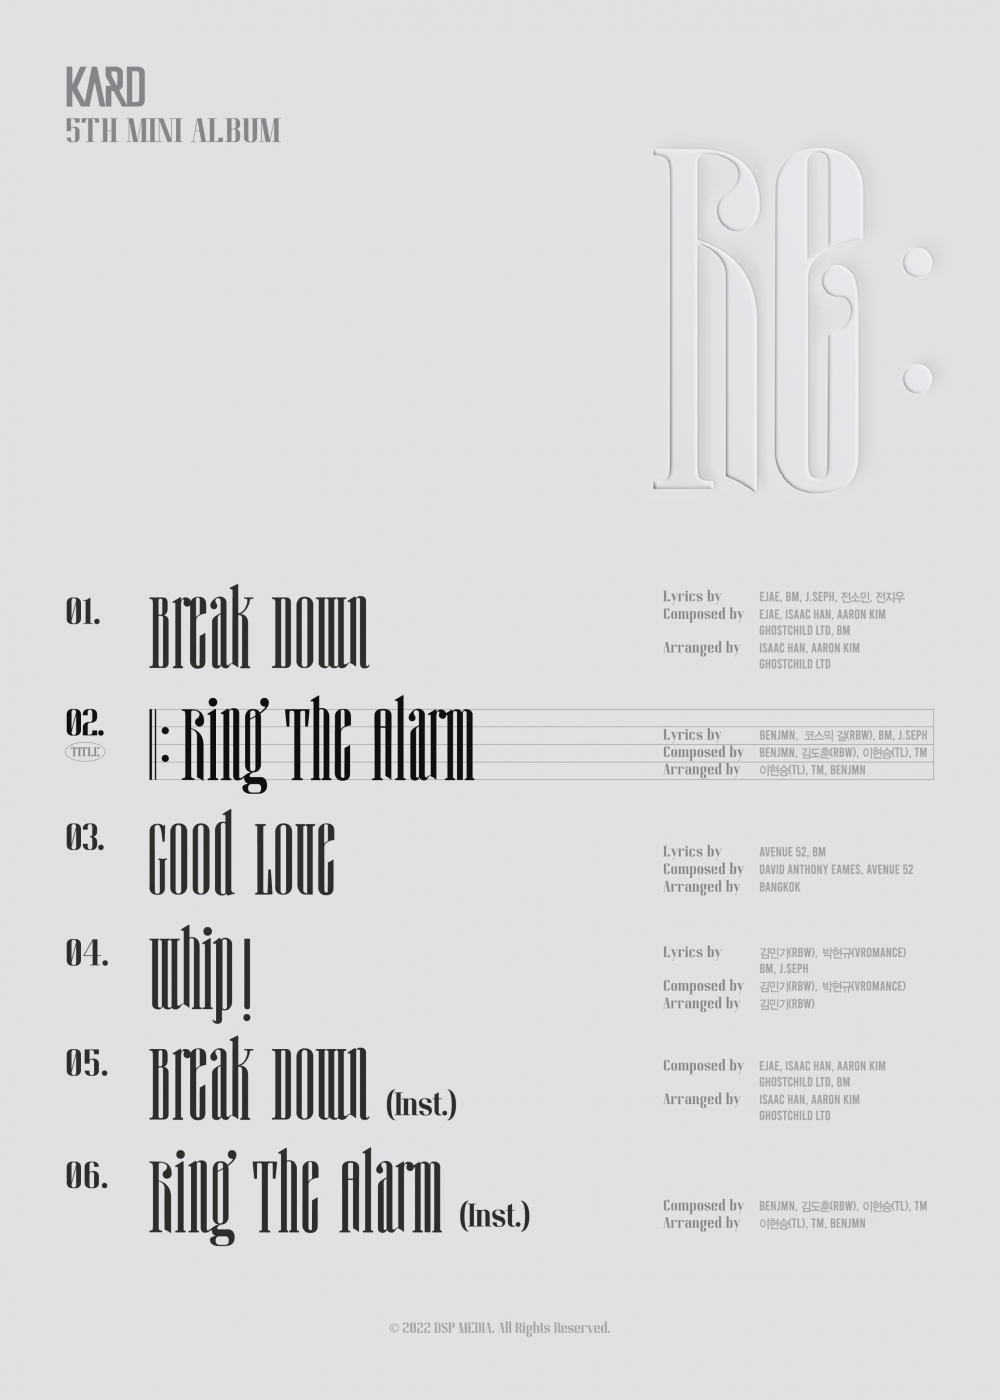 KARD
5TH MINI ALBUM
Re:
01. Break Down
Lyrics by EJAE, BM, J.SEPH, 전소민, 전지우
Composed by EJAE, ISAAC HAN, AARON KIM
GHOSTCHILD LTD, BM
Arranged by ISAAC HAN, AARON KIM
GHOSTCHILD LTD
02. Ring The Alarm
TITLE
Lyrics by BENJMN, 코스믹 걸(RBW), BM, J.SEPH
Composed by BENJMN, 김도훈(RBW), 이현승(TL), TM
Arranged by 이현승(TL), TM, BENJMN
03. Good Love
Lyrics by AVENUE 52, BM
Composed by DAVID ANTHONY EAMES, AVENUE 52
Arranged by BANGKOK
04. Whip!
Lyrics by 김민기(RBW), 박현규(VROMANCE)
BM, J.SEPH
Composed by 김민기(RBW), 박현규(VROMANCE)
Arranged by 김민기(RBW)
05. Break Down (Inst.)
Composed by EJAE, ISAAC HAN, AARON KIM
GHOSTCHILD LTD, BM
Arranged by ISAAC HAN, AARON KIM
GHOSTCHILD LTD
06. Ring The Alarm (Inst.)
Composed by BENJMN, 김도훈(RBW), 이현승(TL), TM
Arranged by 이현승(TL), TM, BENJMN
© 2022 DSP MEDIA. All Rights Reserved.